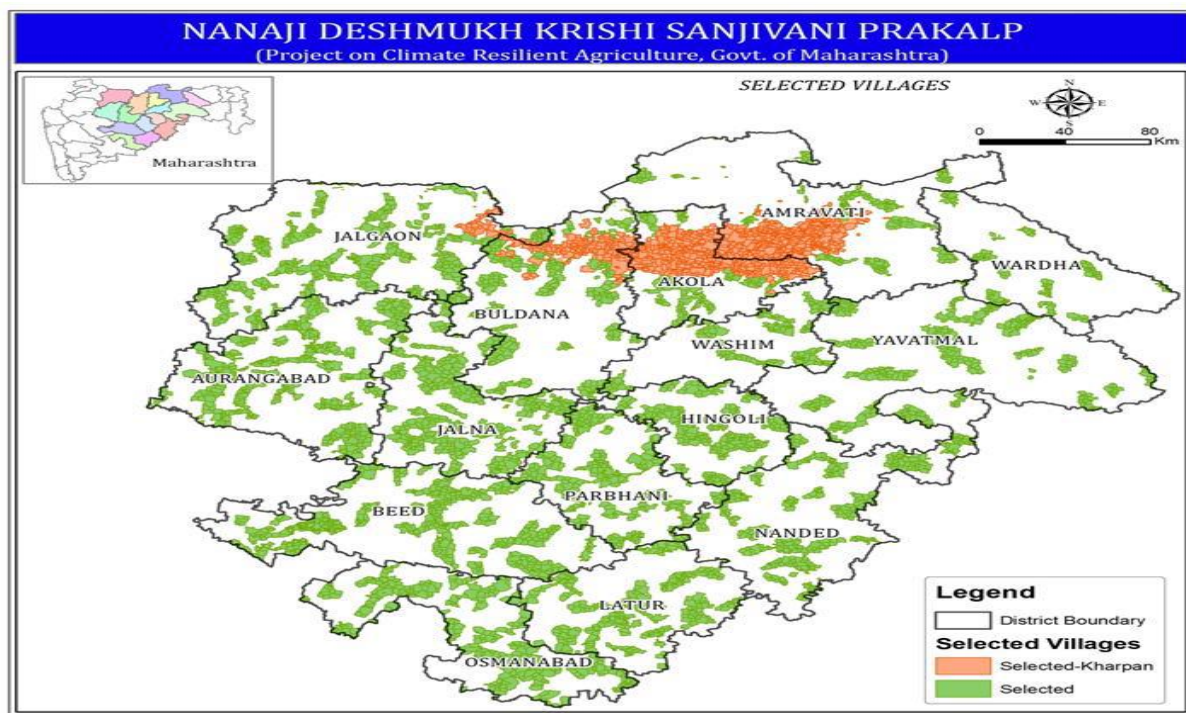 NANAJI DESHMUKH KRISHI SANJIVANI PRAKALP
(Project on Climate Resilient Agriculture, Govt. of Maharashtra)
SELECTED VILLAGES
Maharashtra
N
W E
S
0 40 80
Km
AMRAVATI
JALGAON
WARDHA
AKOLA
BULDANA
WASHIM
YAVATMAL
AURANGABAD
HINGOLI
JALNA
PARBHANI
BEED
NANDED
LATUR
OSMANABAD
Legend
District Boundary
Selected Villages
Selected-Kharpan
Selected